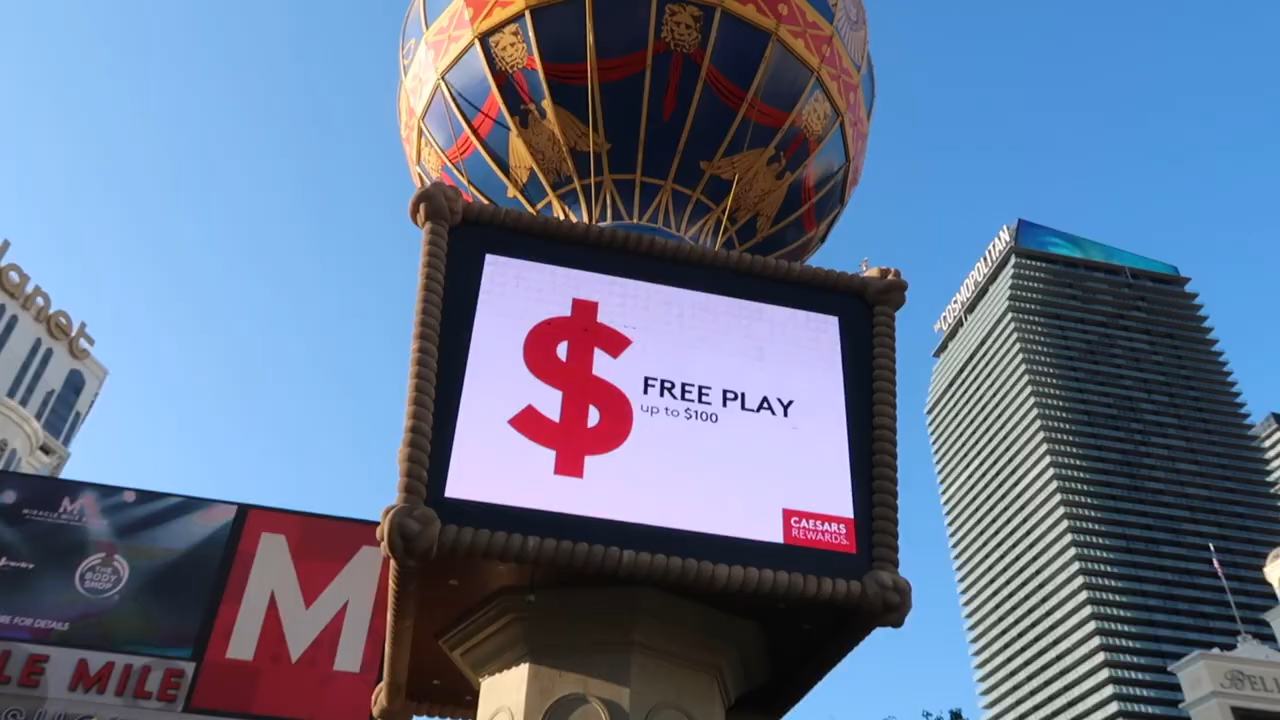 lanet
THE COSMOPOLITAN
$
FREE PLAY
up to $100
CAESARS
REWARDS.
M
MIRACLE MILE
THE
BODY
SHOP
RE FOR DETAILS
M
LE MILE
BELL